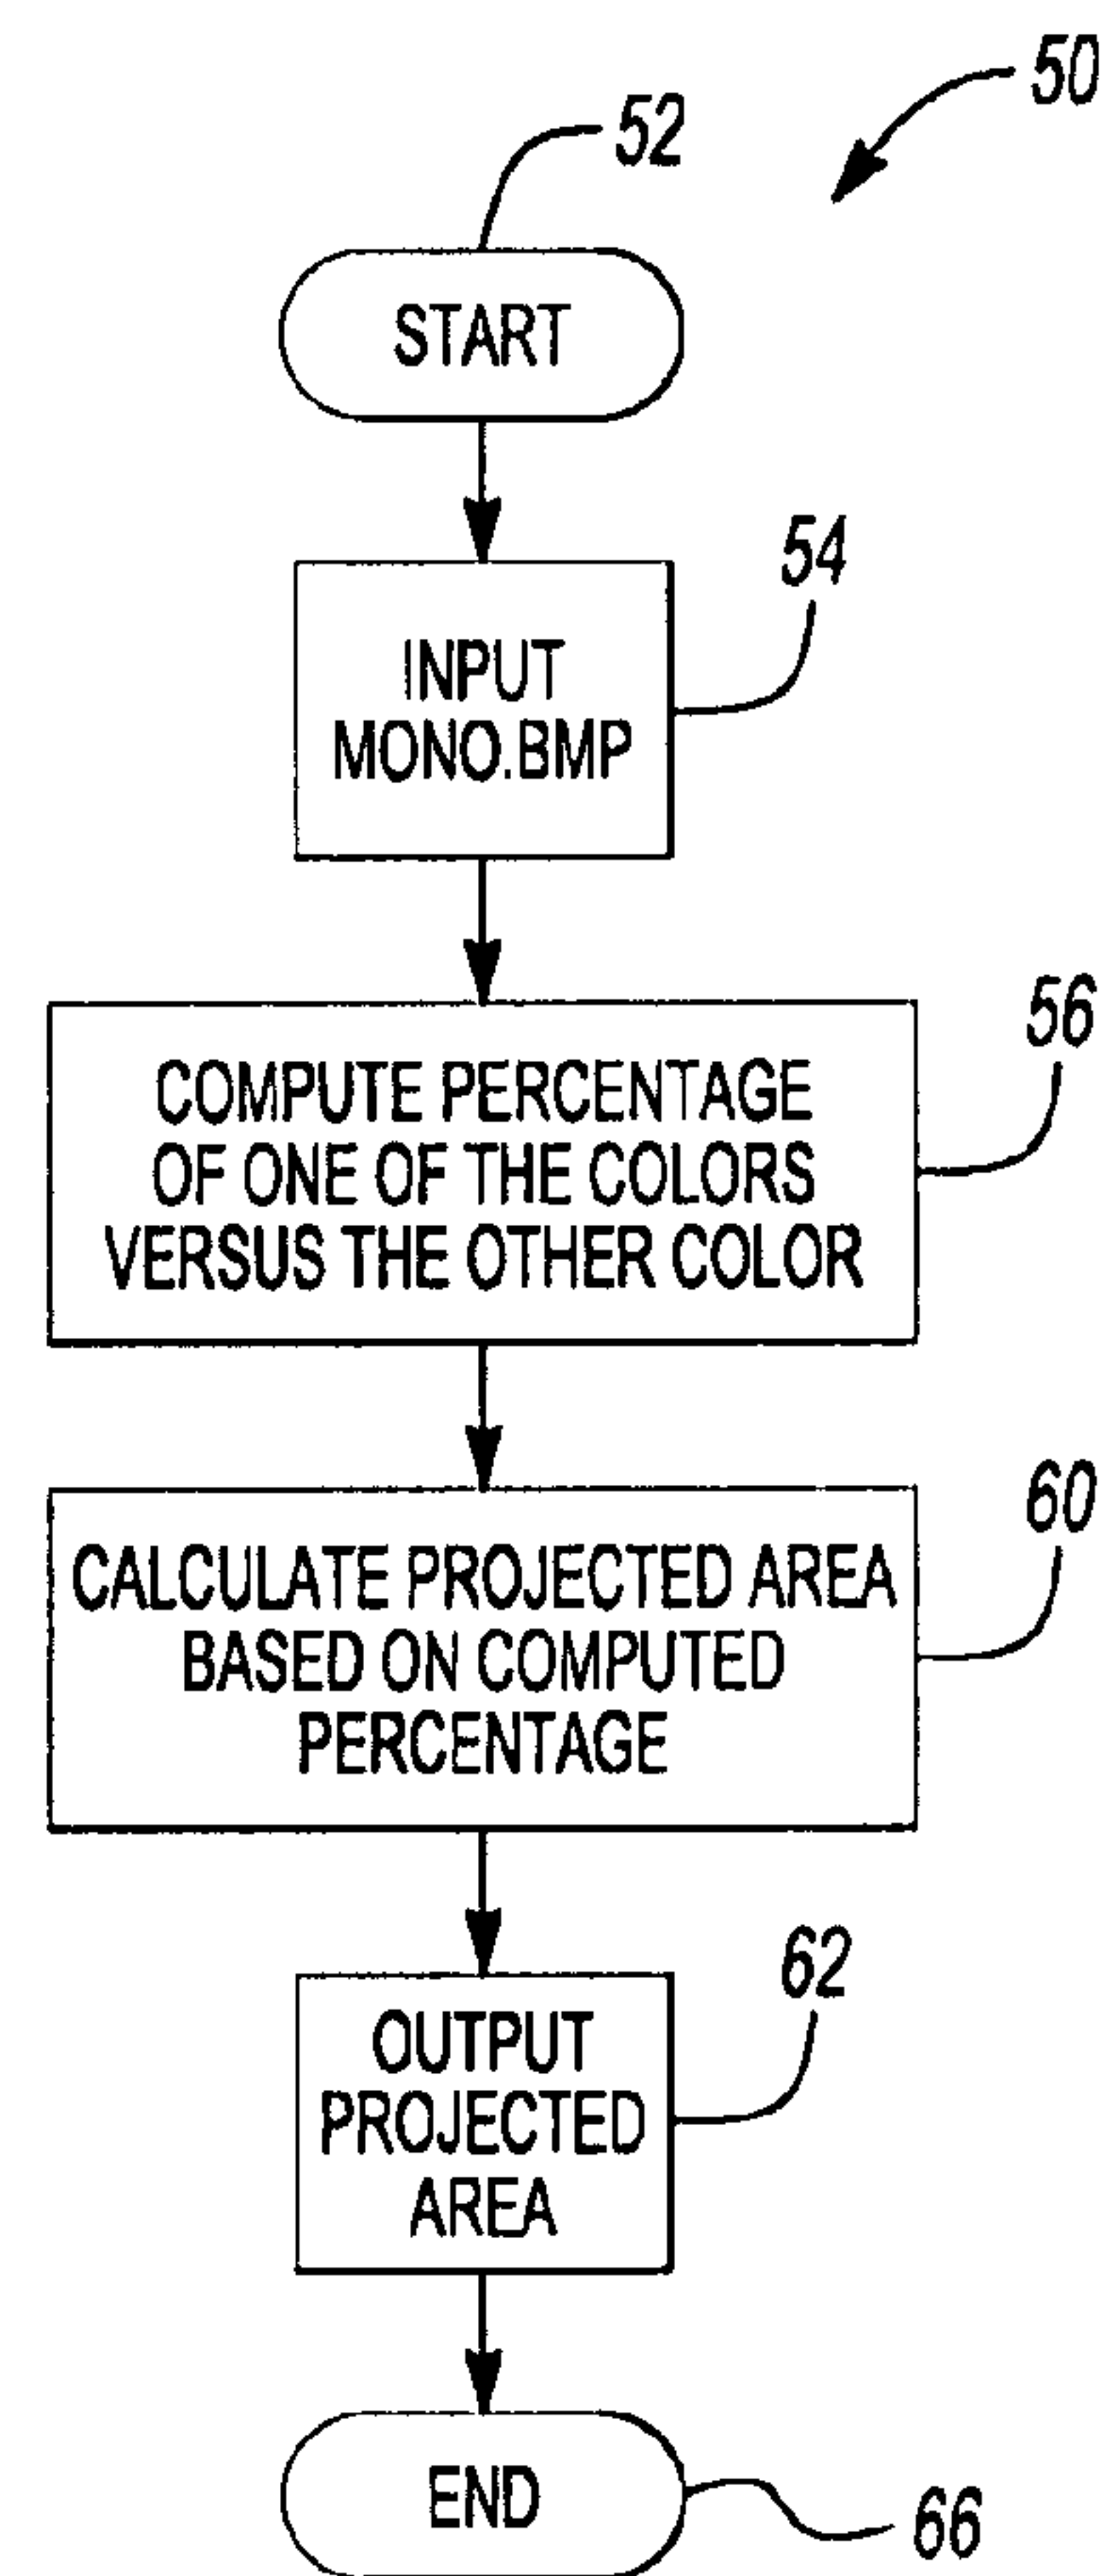 50
52
START
54
INPUT
MONO.BMP
56
COMPUTE PERCENTAGE
OF ONE OF THE COLORS
VERSUS THE OTHER COLOR
60
CALCULATE PROJECTED AREA
BASED ON COMPUTED
PERCENTAGE
62
OUTPUT
PROJECTED
AREA
END
66